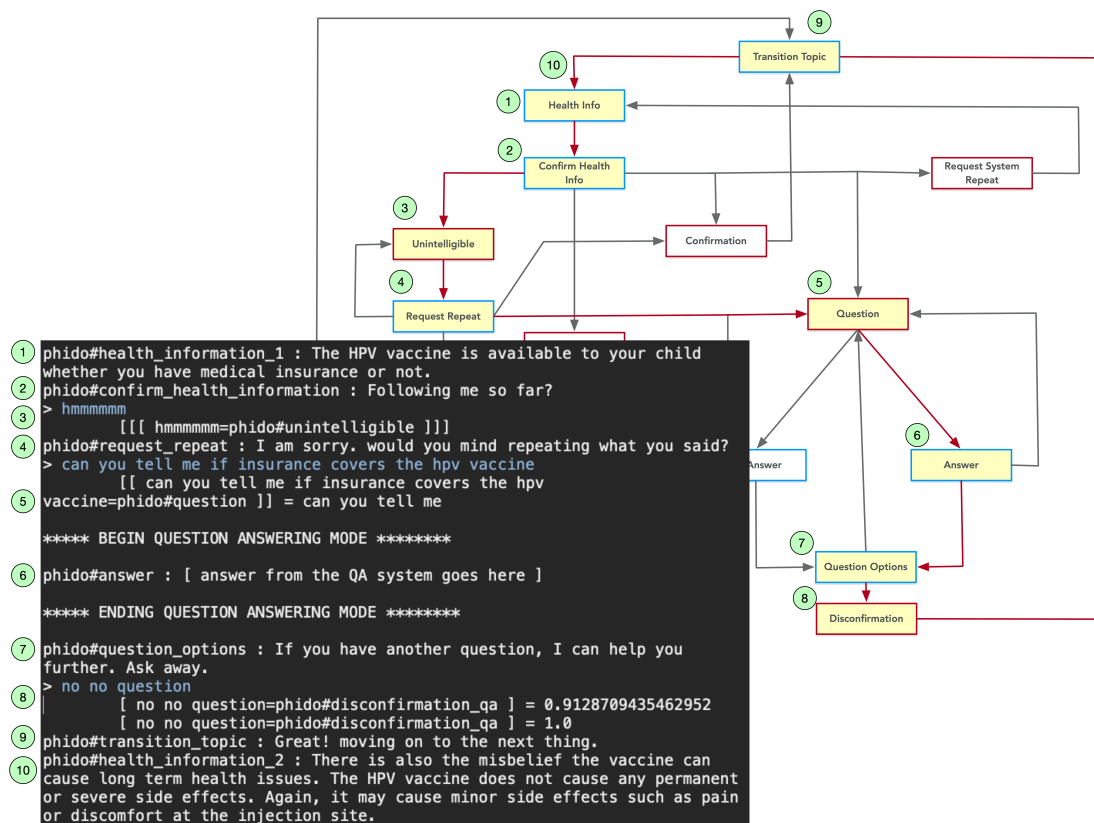 9
Transition Topic
10
1
Health Info
2
Confirm Health
Info
Request System
Repeat
3
Unintelligible
Confirmation
4
Request Repeat
5
Question
6
Answer
Answer
7
Question Options
8
Disconfirmation
1
phido#health_information_1 : The HPV vaccine is available to your child
whether you have medical insurance or not.
2
phido#confirm_health_information : Following me so far?
3
> hmmmmmm
[[[ hmmmmmm=phido#unintelligible ]]]
4
phido#request_repeat : I am sorry. would you mind repeating what you said?
> can you tell me if insurance covers the hpv vaccine
[[ can you tell me if insurance covers the hpv
5
vaccine=phido#question ]] = can you tell me
***** BEGIN QUESTION ANSWERING MODE ********
6
phido#answer : [ answer from the QA system goes here ]
***** ENDING QUESTION ANSWERING MODE ********
7
phido#question_options : If you have another question, I can help you
further. Ask away.
> no no question
8
[ no no question=phido#disconfirmation_qa ] = 0.9128709435462952
[ no no question=phido#disconfirmation_qa ] = 1.0
9
phido#transition_topic : Great! moving on to the next thing.
10
phido#health_information_2 : There is also the misbelief the vaccine can
cause long term health issues. The HPV vaccine does not cause any permanent
or severe side effects. Again, it may cause minor side effects such as pain
or discomfort at the injection site.